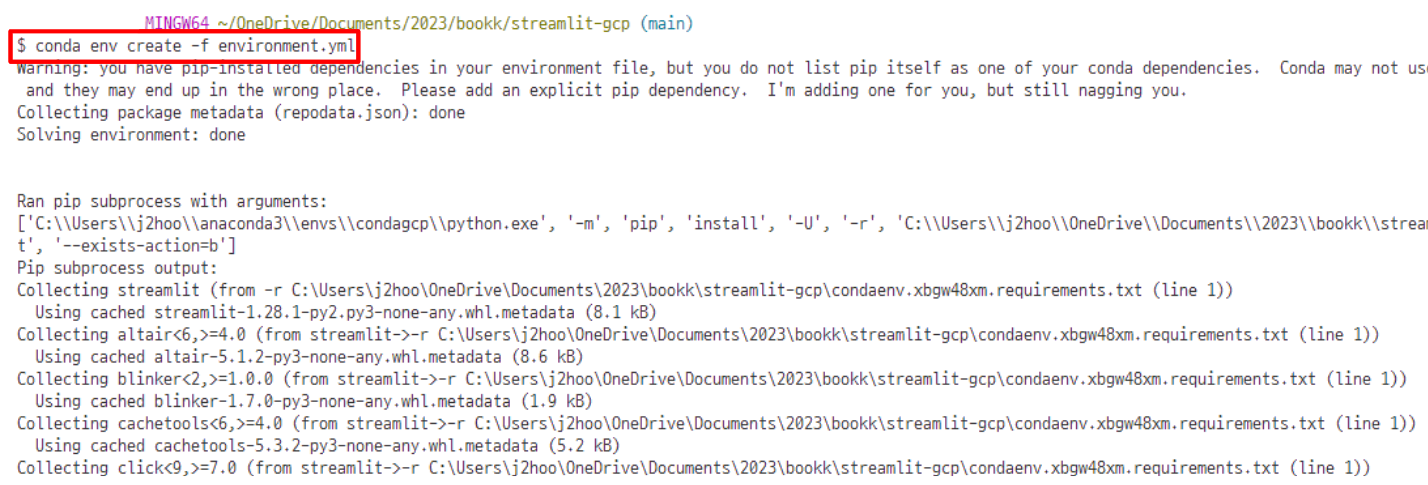 MINGW64 ~/OneDrive/Documents/2023/bookk/streamlit-gcp (main)
$ conda env create -f environment.yml
Warning: you have pip-installed dependencies in your environment file, but you do not list pip itself as one of your conda dependencies.  Conda may not
and they may end up in the wrong place.  Please add an explicit pip dependency.  I'm adding one for you, but still nagging you.
Collecting package metadata (repodata.json): done
Solving environment: done
Ran pip subprocess with arguments:
['C:\\Users\\j2hoo\\anaconda3\\envs\\condagcp\\python.exe', '-m', 'pip', 'install', '-U', '-r', 'C:\\Users\\j2hoo\\OneDrive\\Documents\\2023\\bookk\\strea
t', '--exists-action=b']
Pip subprocess output:
Collecting streamlit (from -r C:\Users\j2hoo\OneDrive\Documents\2023\bookk\streamlit-gcp\condaenv.xbgw48xm.requirements.txt (line 1))
Using cached streamlit-1.28.1-py2.py3-none-any.whl.metadata (8.1 kB)
Collecting altair<6,>=4.0 (from streamlit->-r C:\Users\j2hoo\OneDrive\Documents\2023\bookk\streamlit-gcp\condaenv.xbgw48xm.requirements.txt (line 1))
Using cached altair-5.1.2-py3-none-any.whl.metadata (8.6 kB)
Collecting blinker<2,>=1.0.0 (from streamlit->-r C:\Users\j2hoo\OneDrive\Documents\2023\bookk\streamlit-gcp\condaenv.xbgw48xm.requirements.txt (line 1))
Using cached blinker-1.7.0-py3-none-any.whl.metadata (1.9 kB)
Collecting cachetools<6,>=4.0 (from streamlit->-r C:\Users\j2hoo\OneDrive\Documents\2023\bookk\streamlit-gcp\condaenv.xbgw48xm.requirements.txt (line 1))
Using cached cachetools-5.3.2-py3-none-any.whl.metadata (5.2 kB)
Collecting click<9,>=7.0 (from streamlit->-r C:\Users\j2hoo\OneDrive\Documents\2023\bookk\streamlit-gcp\condaenv.xbgw48xm.requirements.txt (line 1))